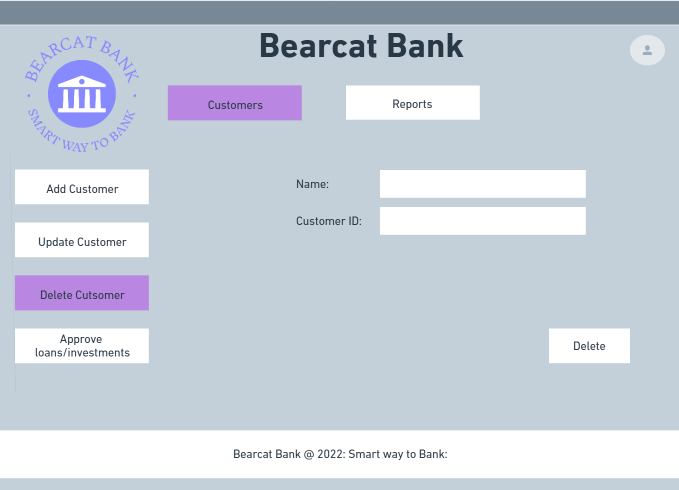 Bearcat Bank
BEARCAT BANK
SMART WAY TO BANK
Customers
Reports
Add Customer
Update Customer
Delete Cutsomer
Approve
loans/investments
Name:
Customer ID:
Delete
Bearcat Bank @ 2022: Smart way to Bank: